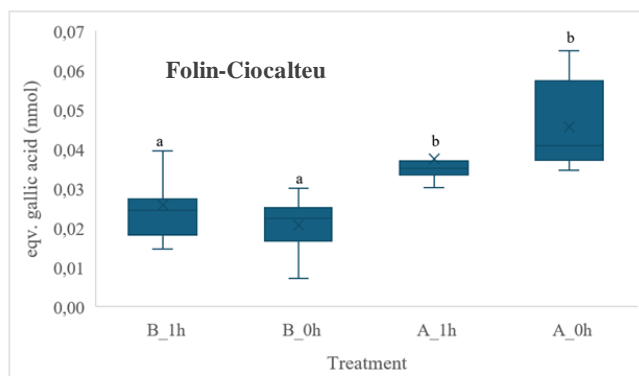 0,07
Folin-Ciocalteu
b
0,06
0,05
a
b
0,04
a
0,03
0,02
0,01
0,00
eqv. gallic acid (nmol)
B_1h B_0h A_1h A_0h
Treatment